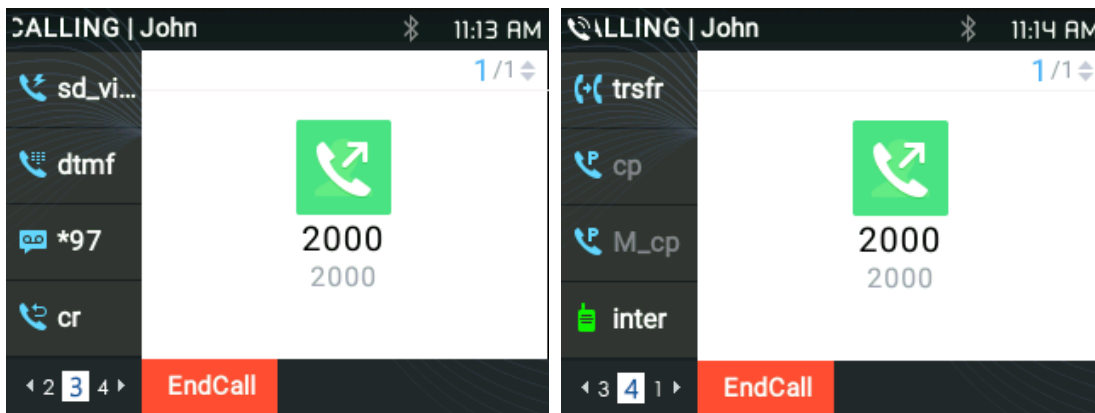 CALLING | John 11:13 AM
1/1
sd_vi...
dtmf
*97
cr
2000
2000
2 3 4 EndCall
ALLING | John 11:14 AM
1/1
trsfr
cp
M_cp
inter
2000
2000
3 4 1 EndCall